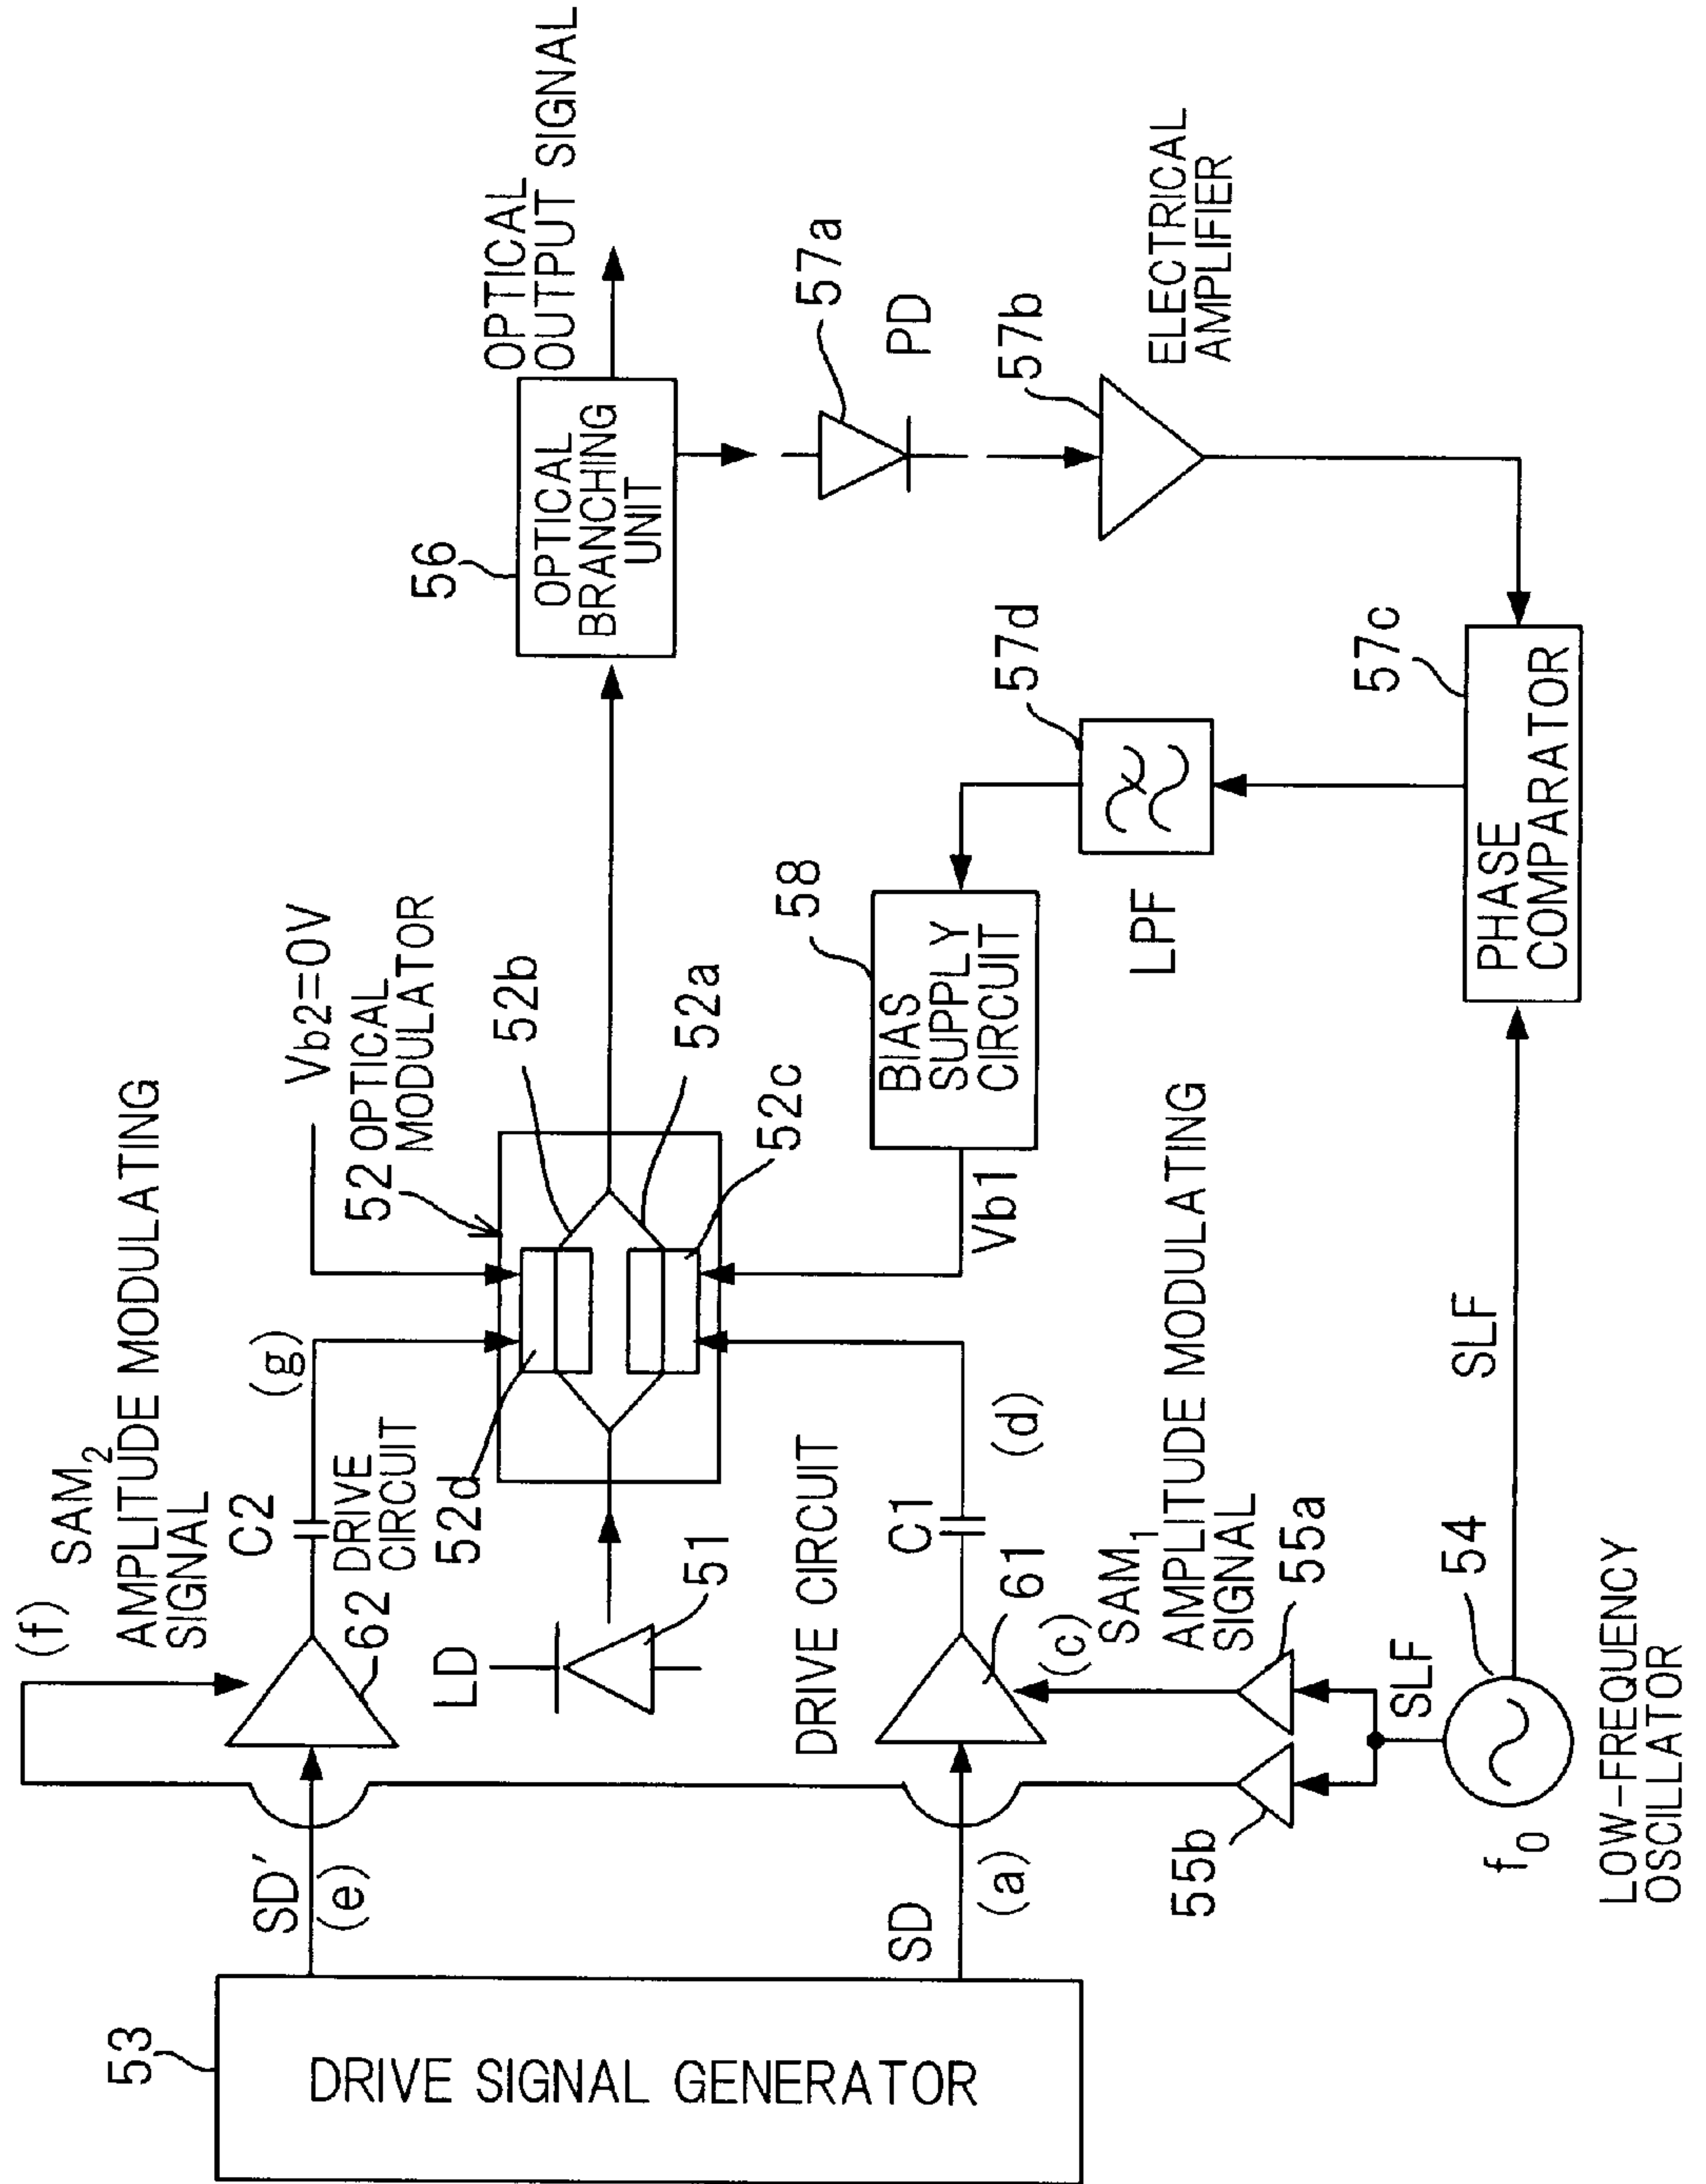 SAM2
AMPLITUDE MODULATING
SIGNAL
(f)
C2
(g)
62
DRIVE
CIRCUIT
SD'
(e)
Vb2=0V
52
OPTICAL
MODULATOR
52b
52a
52c
52d
LD
51
OPTICAL
OUTPUT SIGNAL
56
OPTICAL
BRANCHING
UNIT
57a
PD
57b
ELECTRICAL
AMPLIFIER
53
DRIVE SIGNAL GENERATOR
SD
(a)
DRIVE CIRCUIT
C1
(d)
61
(c)
SAM1
AMPLITUDE MODULATING
SIGNAL
Vb1
58
BIAS
SUPPLY
CIRCUIT
57d
LPF
57c
PHASE
COMPARATOR
55a
55b
SLF
SLF
54
f0
LOW-FREQUENCY
OSCILLATOR